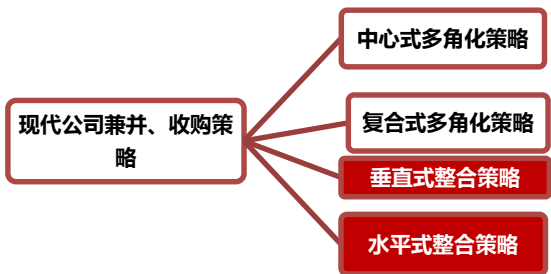 现代公司兼并、收购策
略
中心式多角化策略
复合式多角化策略
垂直式整合策略
水平式整合策略